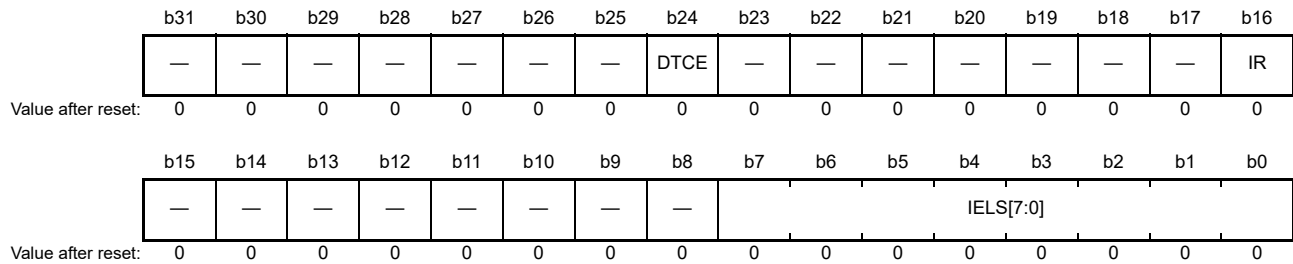 b31 b30 b29 b28 b27 b26 b25 b24 b23 b22 b21 b20 b19 b18 b17 b16
— — — — — — — DTCE — — — — — — — IR
Value after reset: 0 0 0 0 0 0 0 0 0 0 0 0 0 0 0 0
b15 b14 b13 b12 b11 b10 b9 b8 b7 b6 b5 b4 b3 b2 b1 b0
— — — — — — — — IELS[7:0]
Value after reset: 0 0 0 0 0 0 0 0 0 0 0 0 0 0 0 0